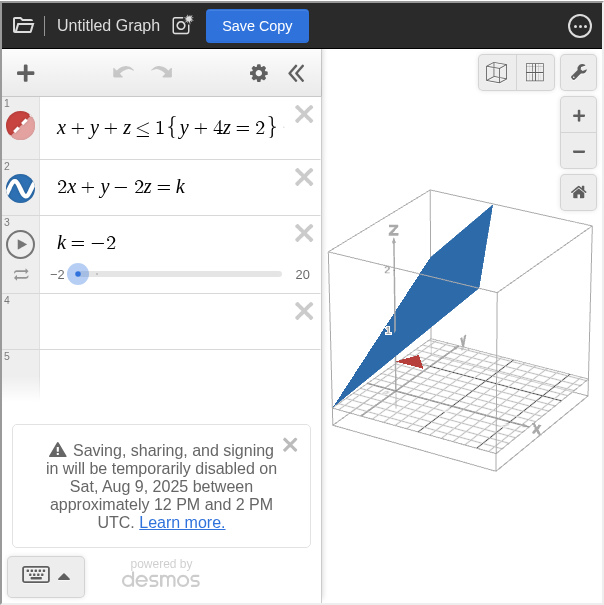 Untitled Graph
Save Copy
1
x + y + z ≤ 1 { y + 4z = 2 }
2
2x + y − 2z = k
3
k = −2
−2
20
4
5
Saving, sharing, and signing
in will be temporarily disabled on
Sat, Aug 9, 2025 between
approximately 12 PM and 2 PM
UTC. Learn more.
powered by
desmos
z
2
1
y
x